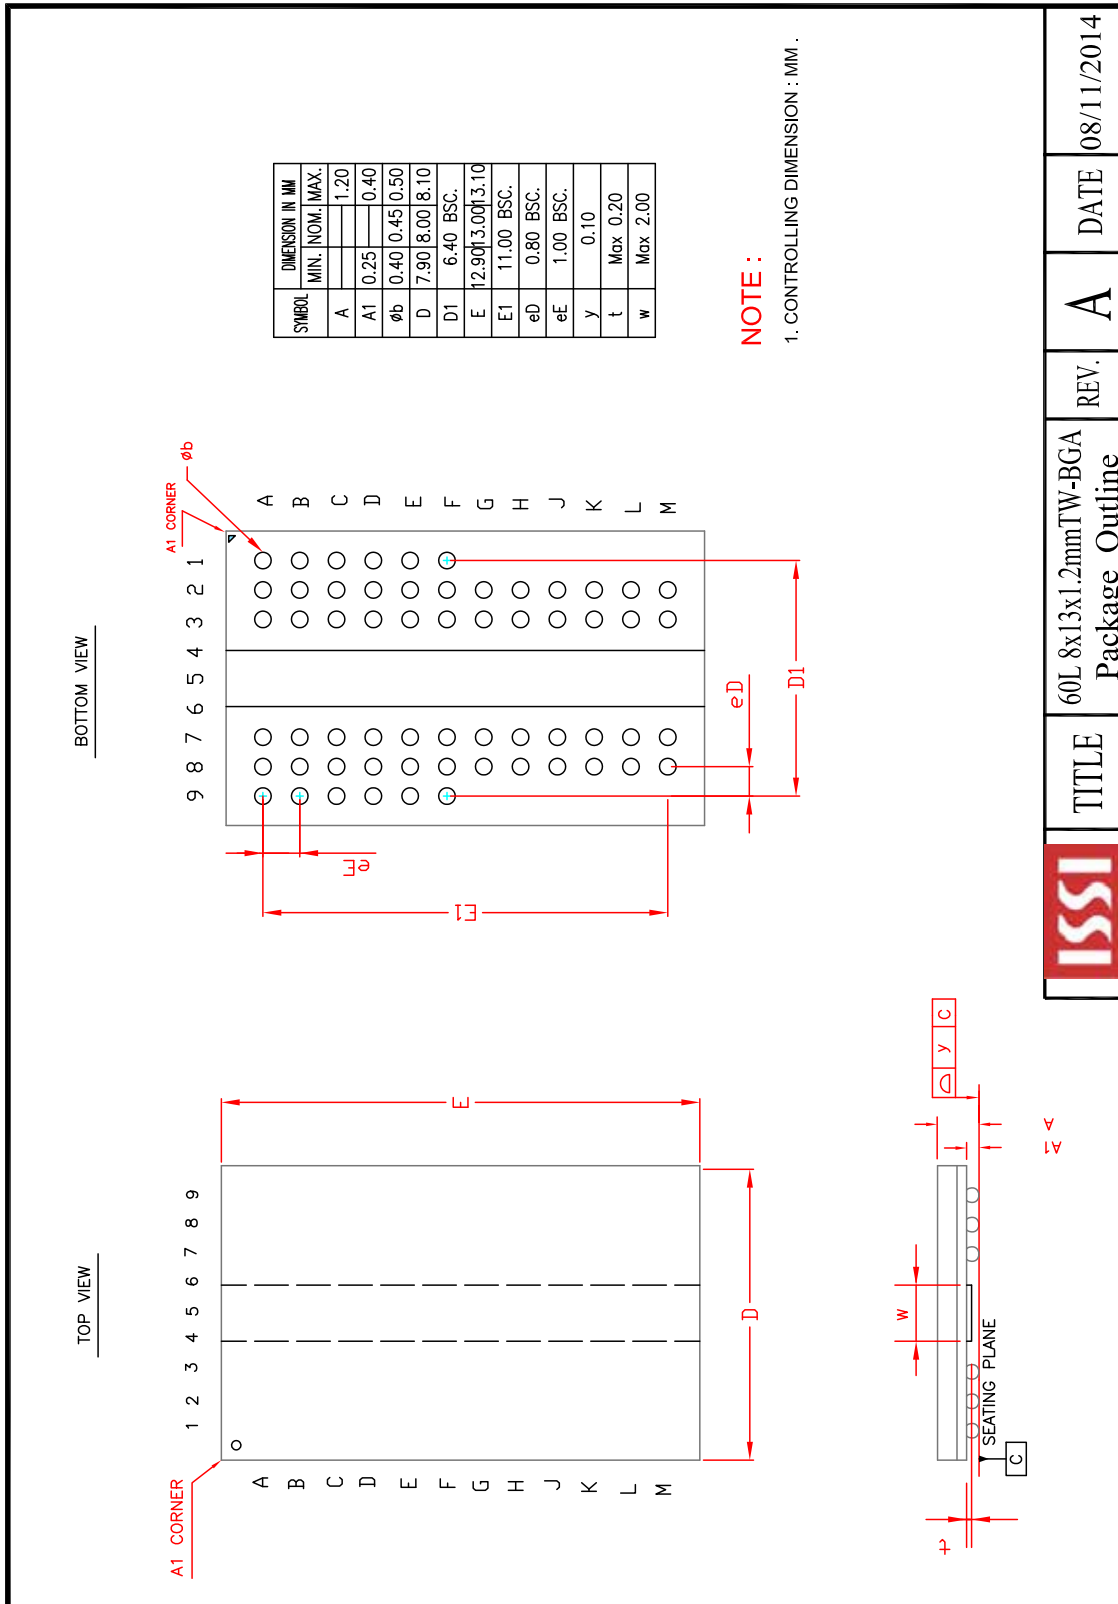 TOP VIEW
A1 CORNER
1 2 3 4 5 6 7 8 9
A
B
C
D
E
F
G
H
J
K
L
M
D
E
BOTTOM VIEW
9 8 7 6 5 4 3 2 1
A1 CORNER
øb
A
B
C
D
E
F
G
H
J
K
L
M
eE
E1
eD
D1
SYMBOL DIMENSION IN MM
MIN. NOM. MAX.
A 1.20
A1 0.25 0.40
øb 0.40 0.45 0.50
D 7.90 8.00 8.10
D1 6.40 BSC.
E 12.90 13.00 13.10
E1 11.00 BSC.
eD 0.80 BSC.
eE 1.00 BSC.
y 0.10
t Max 0.20
w Max 2.00
NOTE :
1. CONTROLLING DIMENSION : MM .
w
t
SEATING PLANE
C
y C
A
A1
ISSI
TITLE
60L 8x13x1.2mmTW-BGA
Package Outline
REV.
A
DATE
08/11/2014